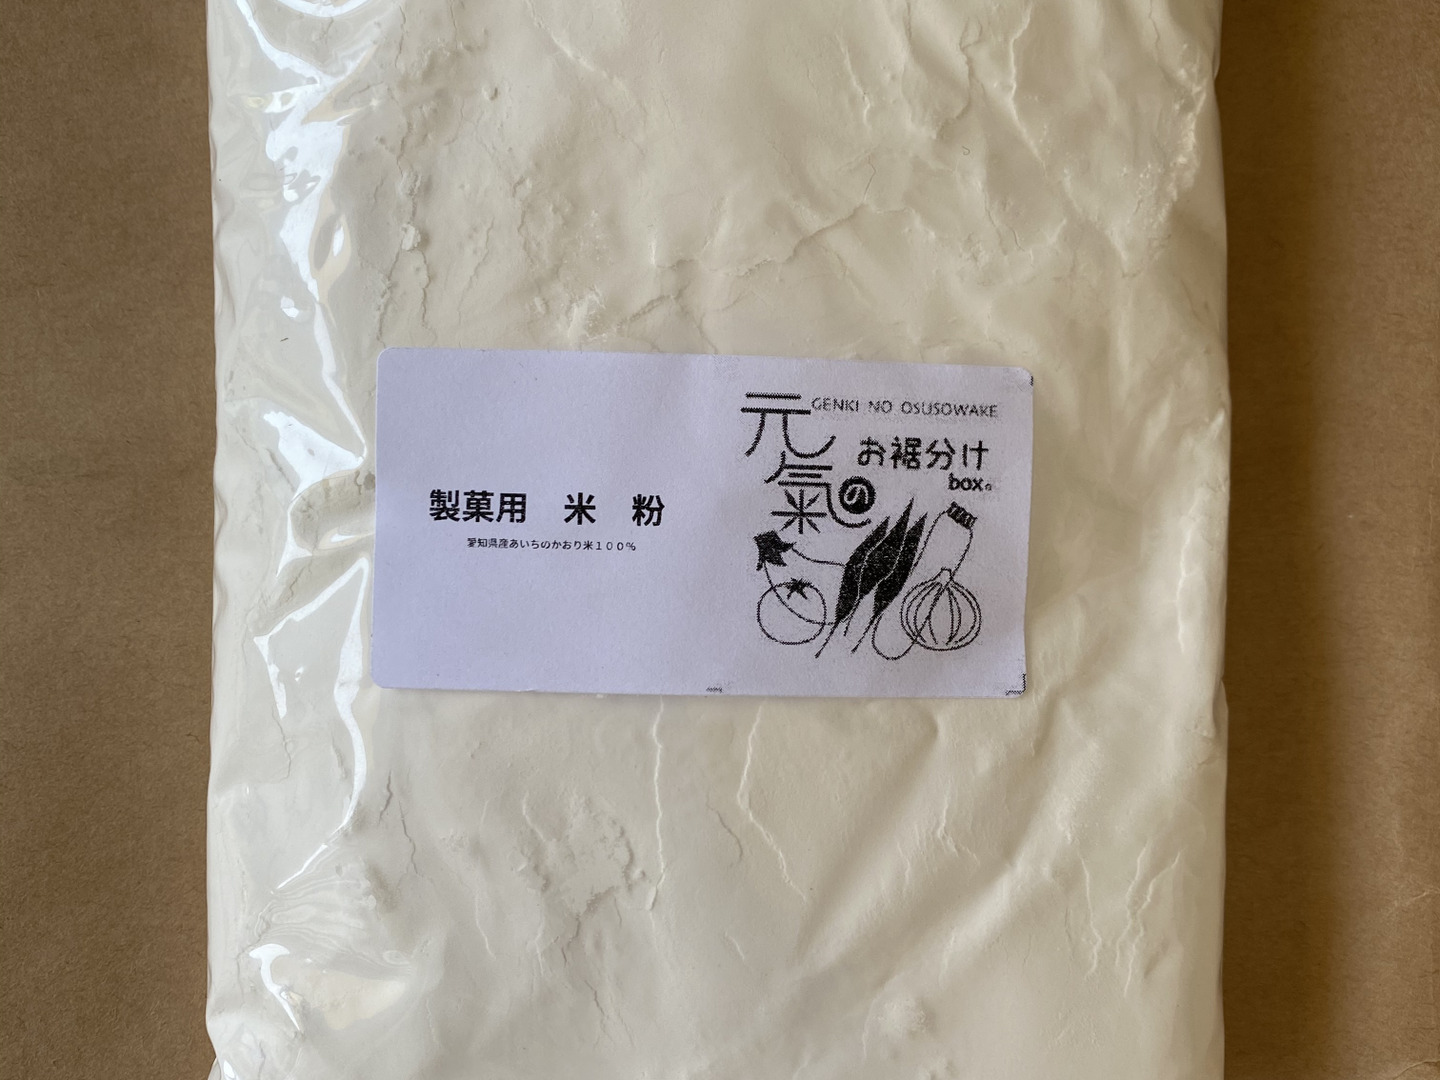 製菓用 米 粉
愛知県産あいちのかおり米１００％
元氣の
GENKI NO OSUSOWAKE
お裾分け
box。